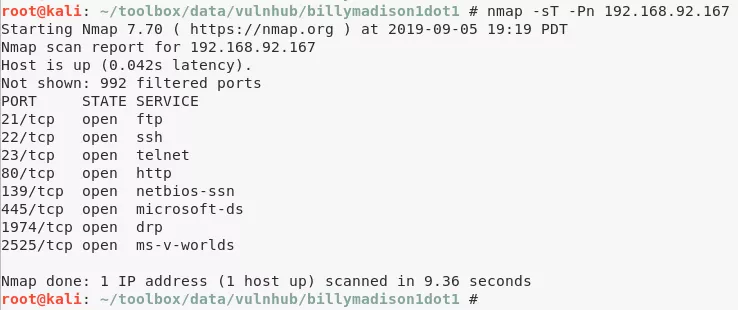 root@kali: ~/toolbox/data/vulnhub/billymadison1dot1 # nmap -sT -Pn 192.168.92.167
Starting Nmap 7.70 ( https://nmap.org ) at 2019-09-05 19:19 PDT
Nmap scan report for 192.168.92.167
Host is up (0.042s latency).
Not shown: 992 filtered ports
PORT     STATE SERVICE
21/tcp   open  ftp
22/tcp   open  ssh
23/tcp   open  telnet
80/tcp   open  http
139/tcp  open  netbios-ssn
445/tcp  open  microsoft-ds
1974/tcp open  drp
2525/tcp open  ms-v-worlds
Nmap done: 1 IP address (1 host up) scanned in 9.36 seconds
root@kali: ~/toolbox/data/vulnhub/billymadison1dot1 #